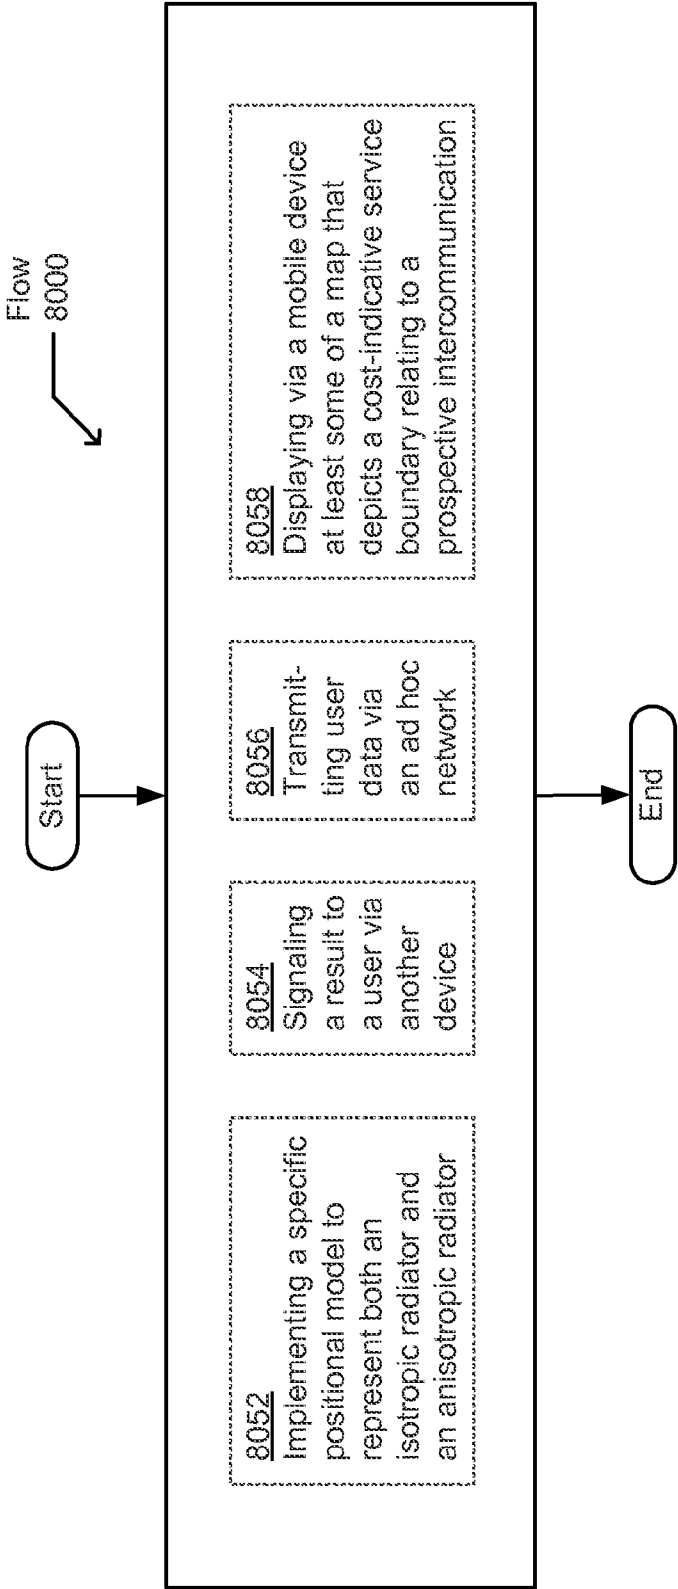 Flow
8000
Start
8052
Implementing a specific
positional model to
represent both an
isotropic radiator and
an anisotropic radiator
8054
Signaling
a result to
a user via
another
device
8056
Transmit-
ting user
data via
an ad hoc
network
8058
Displaying via a mobile device
at least some of a map that
depicts a cost-indicative service
boundary relating to a
prospective intercommunication
End